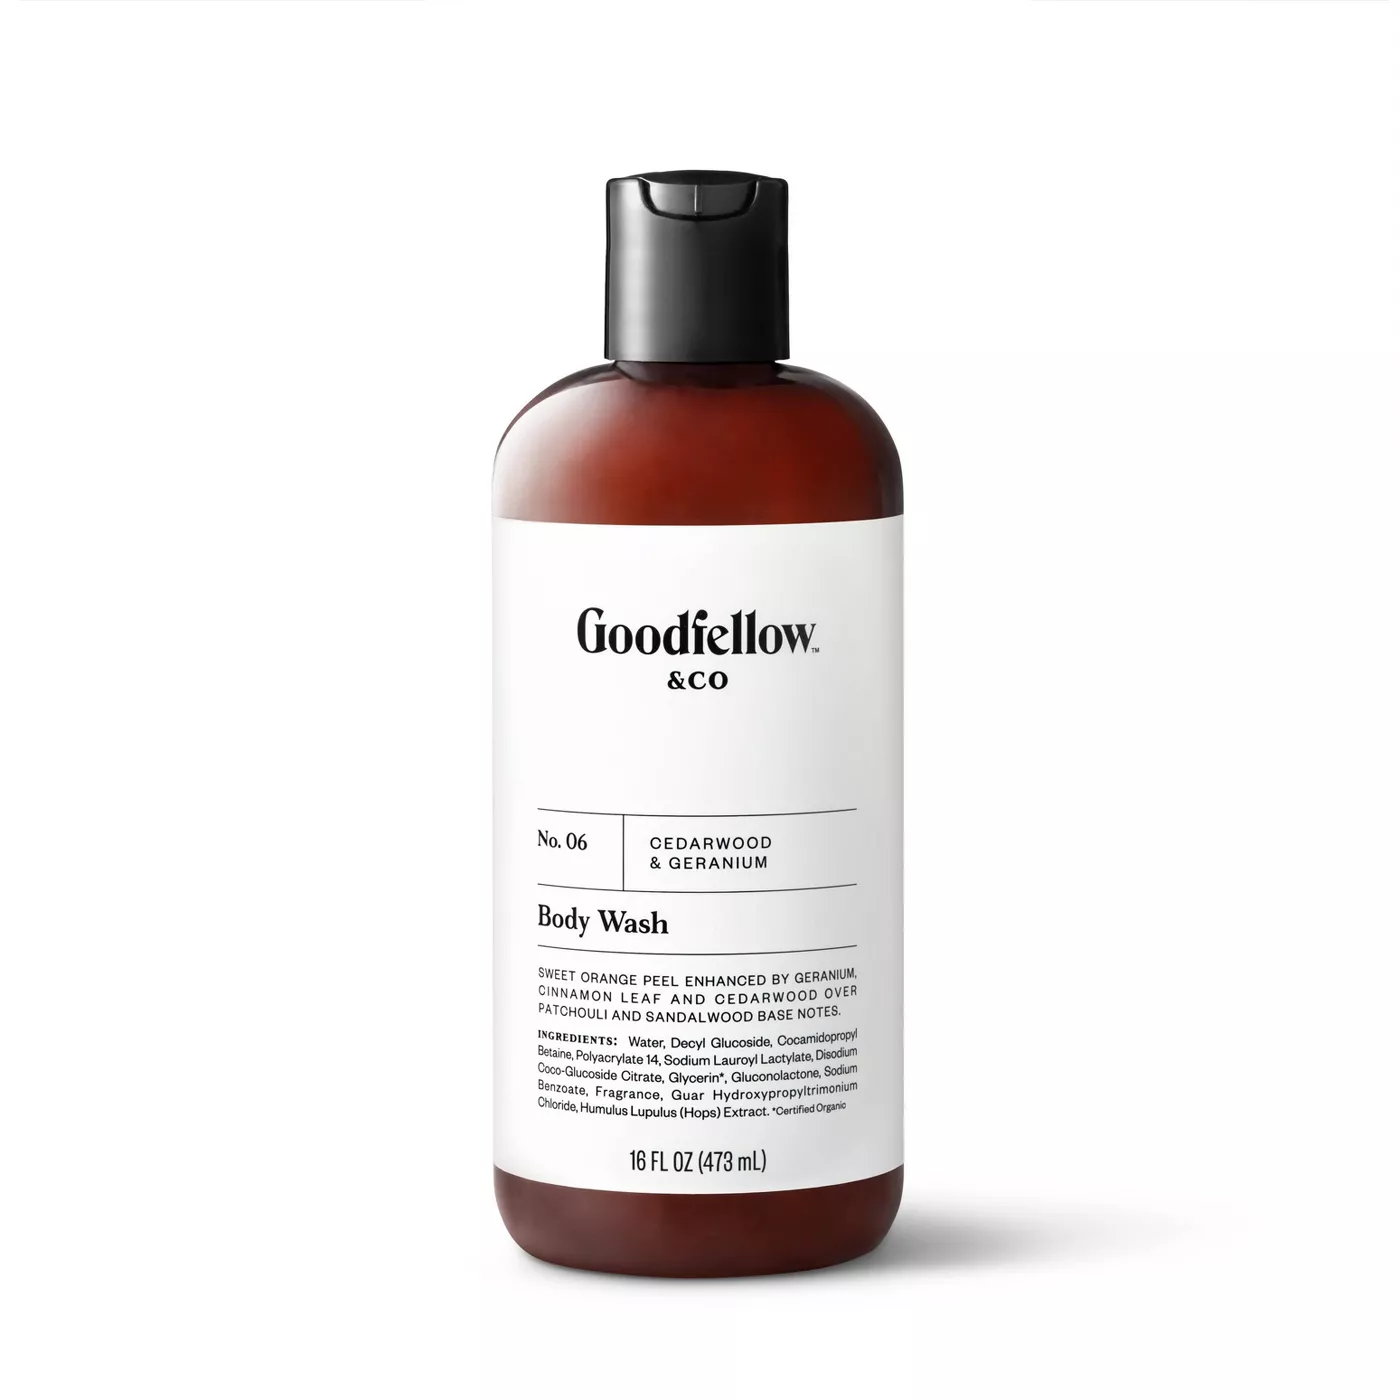 Goodfellow™
&CO
No. 06
CEDARWOOD
& GERANIUM
Body Wash
SWEET ORANGE PEEL ENHANCED BY GERANIUM,
CINNAMON LEAF AND CEDARWOOD OVER
PATCHOULI AND SANDALWOOD BASE NOTES.
INGREDIENTS: Water, Decyl Glucoside, Cocamidopropyl
Betaine, Polyacrylate 14, Sodium Lauroyl Lactylate, Disodium
Coco-Glucoside Citrate, Glycerin*, Gluconolactone, Sodium
Benzoate, Fragrance, Guar Hydroxypropyltrimonium
Chloride, Humulus Lupulus (Hops) Extract. *Certified Organic
16 FL OZ (473 mL)